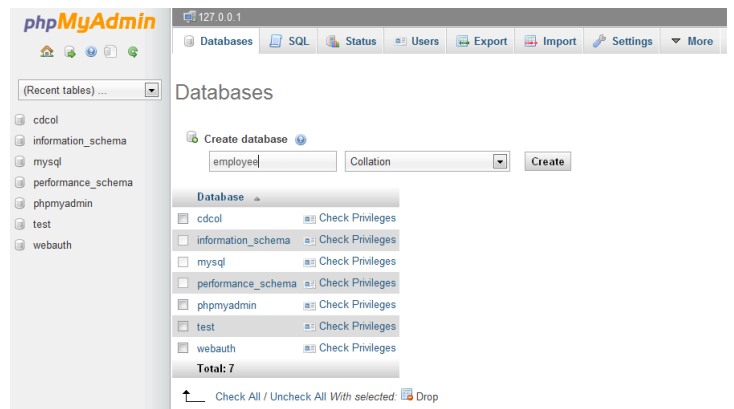 phpMyAdmin
(Recent tables) ...
cdcol
information_schema
mysql
performance_schema
phpmyadmin
test
webauth
127.0.0.1
Databases SQL Status Users Export Import Settings More
Databases
Create database
employee Collation Create
Database
cdcol Check Privileges
information_schema Check Privileges
mysql Check Privileges
performance_schema Check Privileges
phpmyadmin Check Privileges
test Check Privileges
webauth Check Privileges
Total: 7
Check All / Uncheck All With selected: Drop